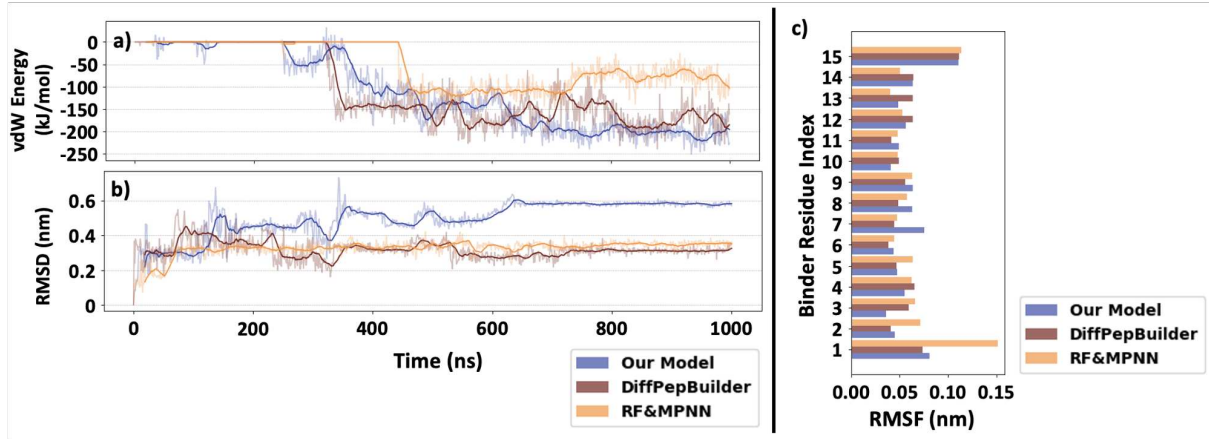 a)
vdW Energy
(kJ/mol)
0
-50
-100
-150
-200
-250
b)
RMSD (nm)
0.6
0.4
0.2
0
0 200 400 600 800 1000
Time (ns)
Our Model
DiffPepBuilder
RF&MPNN
c)
Binder Residue Index
15
14
13
12
11
10
9
8
7
6
5
4
3
2
1
0.00 0.05 0.10 0.15
RMSF (nm)
Our Model
DiffPepBuilder
RF&MPNN